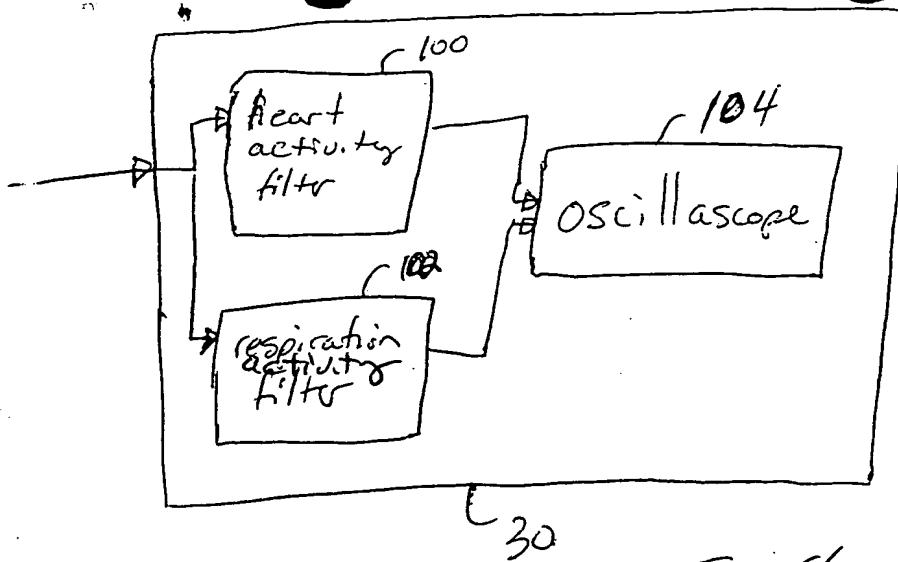 100
heart
activity
filter
104
oscillascope
102
respiration
activity
filter
30